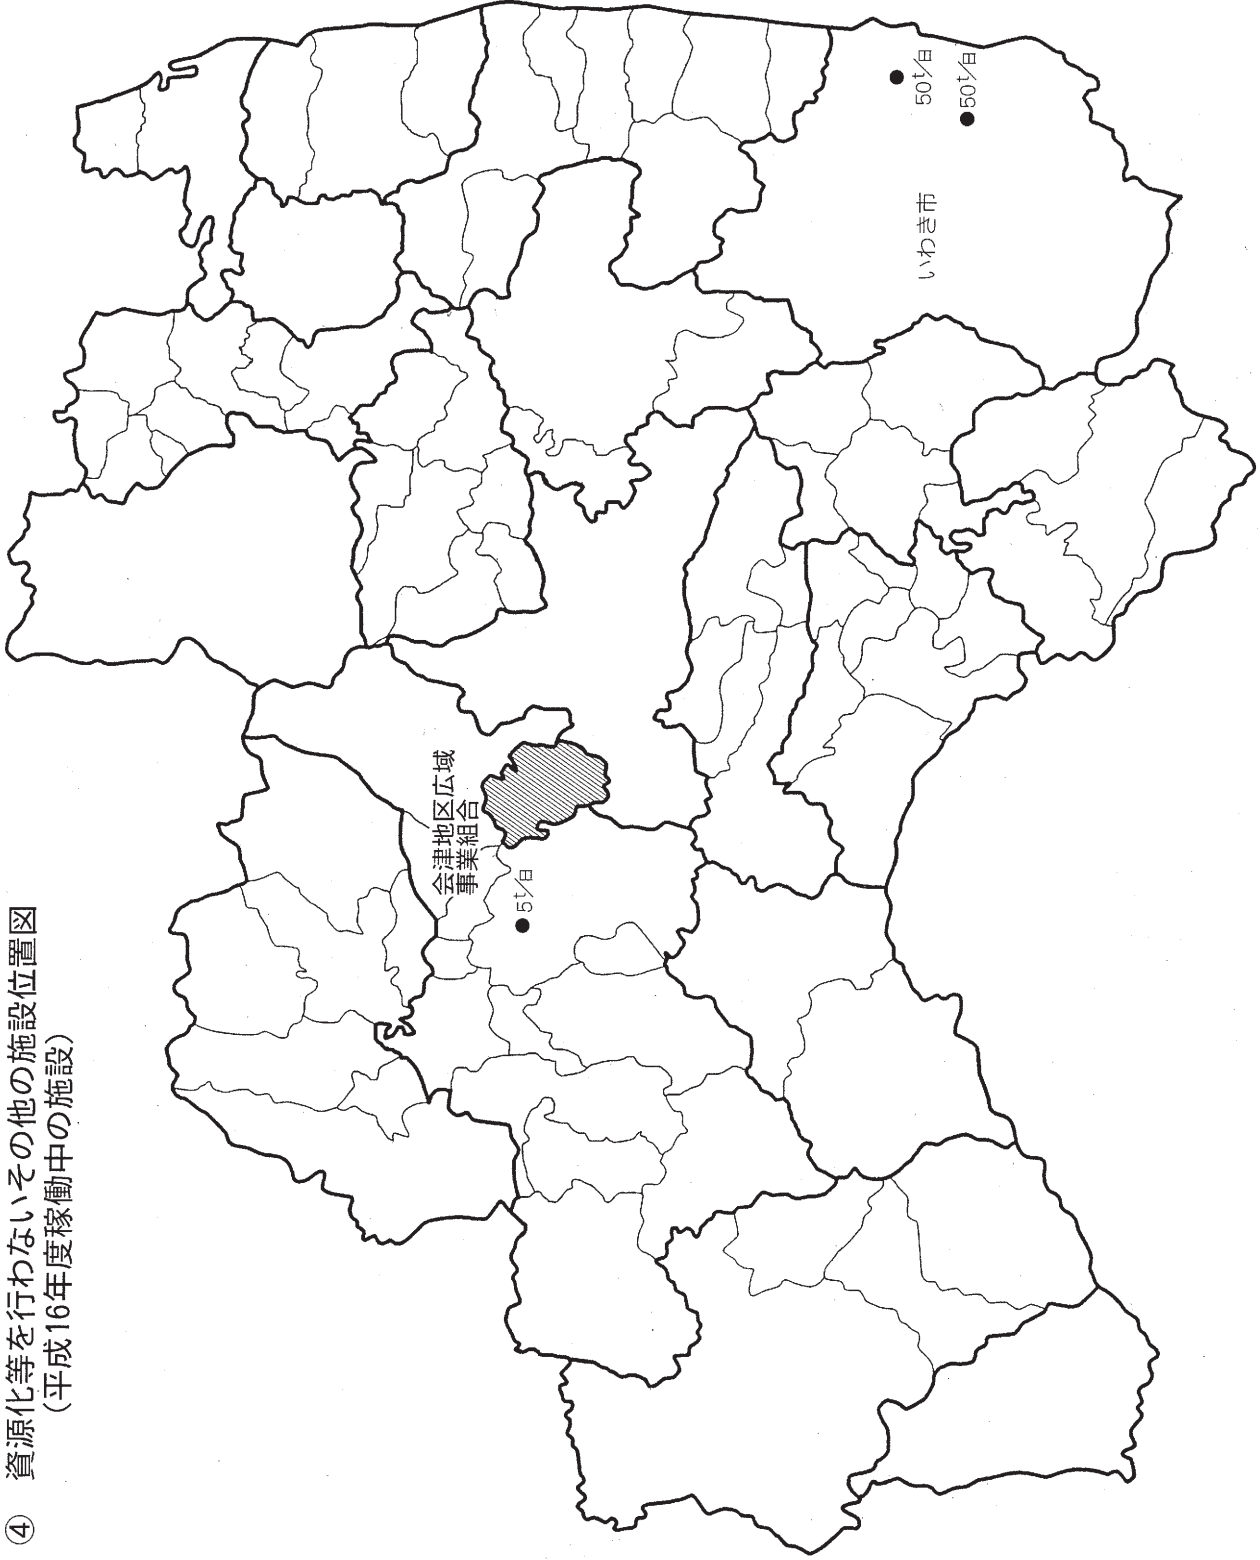 ④ 資源化等を行わないその他の施設位置図
（平成16年度稼働中の施設）
会津地区広域
事業組合
5t/日
いわき市
50t/日
50t/日